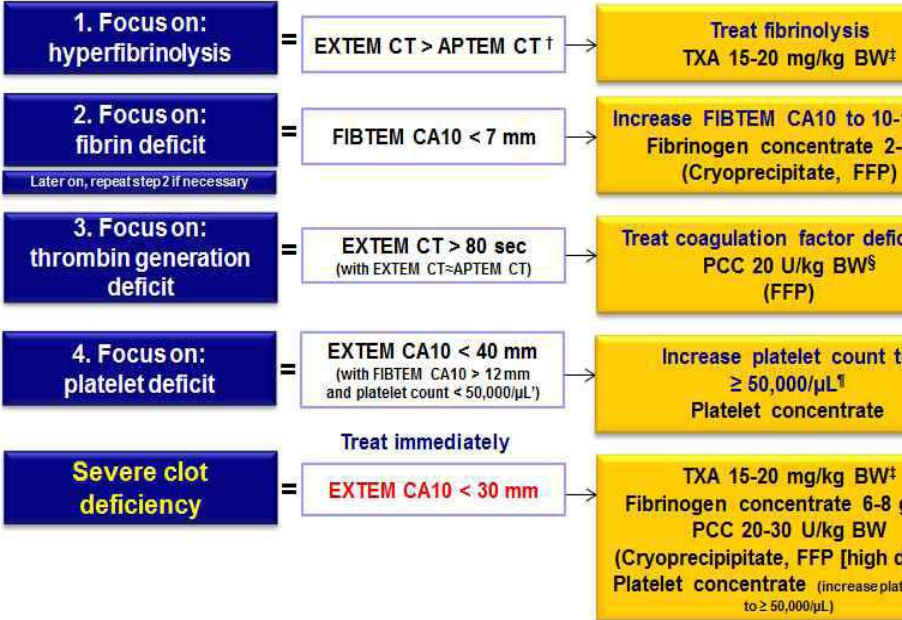 1. Focus on:
hyperfibrinolysis
=
EXTEM CT > APTEM CT †
Treat fibrinolysis
TXA 15-20 mg/kg BW‡
2. Focus on:
fibrin deficit
Later on, repeat step 2 if necessary
=
FIBTEM CA10 < 7 mm
Increase FIBTEM CA10 to 10-
Fibrinogen concentrate 2-
(Cryoprecipitate, FFP)
3. Focus on:
thrombin generation
deficit
=
EXTEM CT > 80 sec
(with EXTEM CT≈APTEM CT)
Treat coagulation factor
PCC 20 U/kg BW§
(FFP)
4. Focus on:
platelet deficit
=
EXTEM CA10 < 40 mm
(with FIBTEM CA10 > 12 mm
and platelet count < 50,000/µL')
Increase platelet count
≥ 50,000/µL¶
Platelet concentrate
Treat immediately
Severe clot
deficiency
=
EXTEM CA10 < 30 mm
TXA 15-20 mg/kg BW‡
Fibrinogen concentrate 6-8
PCC 20-30 U/kg BW
(Cryoprecipipitate, FFP [high
Platelet concentrate (increase
to ≥ 50,000/µL)